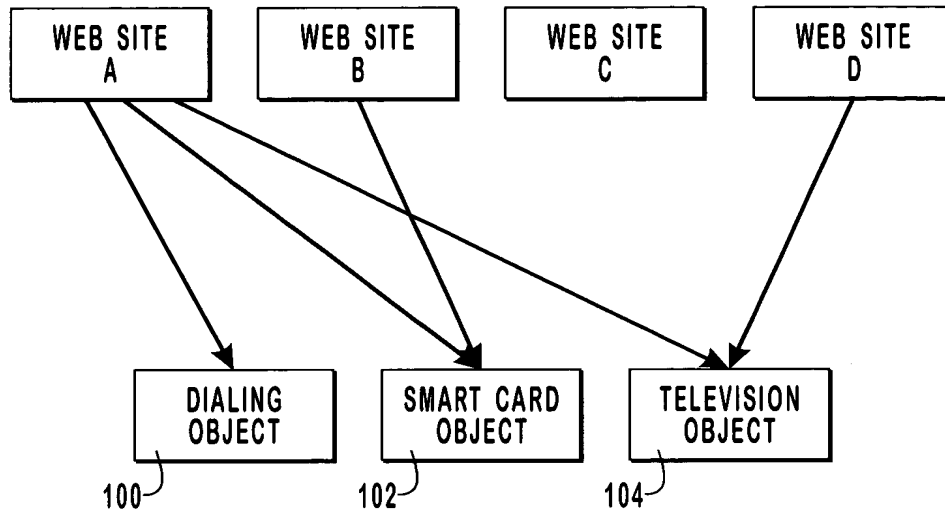 WEB SITE
A
WEB SITE
B
WEB SITE
C
WEB SITE
D
DIALING
OBJECT
SMART CARD
OBJECT
TELEVISION
OBJECT
100
102
104